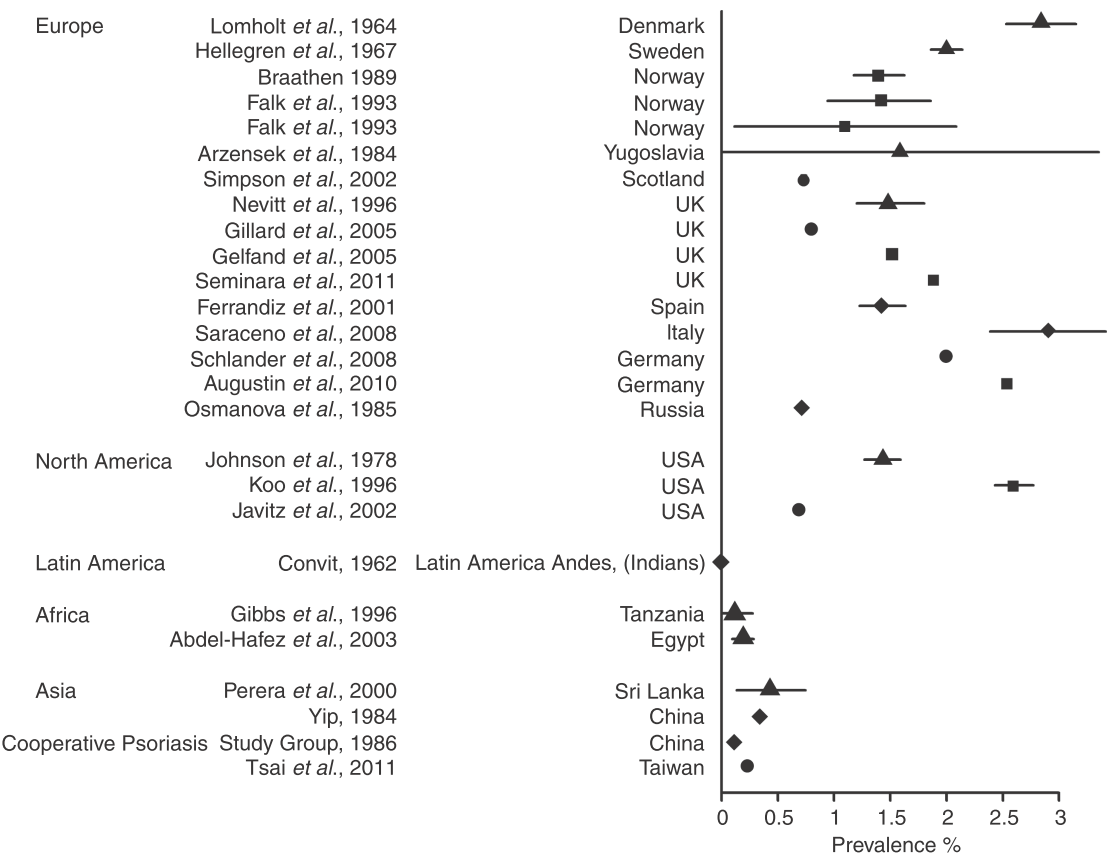 Europe Lomholt et al., 1964 Denmark
Hellegren et al., 1967 Sweden
Braathen 1989 Norway
Falk et al., 1993 Norway
Falk et al., 1993 Norway
Arzensek et al., 1984 Yugoslavia
Simpson et al., 2002 Scotland
Nevitt et al., 1996 UK
Gillard et al., 2005 UK
Gelfand et al., 2005 UK
Seminara et al., 2011 UK
Ferrandiz et al., 2001 Spain
Saraceno et al., 2008 Italy
Schlander et al., 2008 Germany
Augustin et al., 2010 Germany
Osmanova et al., 1985 Russia
North America Johnson et al., 1978 USA
Koo et al., 1996 USA
Javitz et al., 2002 USA
Latin America Convit, 1962 Latin America Andes, (Indians)
Africa Gibbs et al., 1996 Tanzania
Abdel-Hafez et al., 2003 Egypt
Asia Perera et al., 2000 Sri Lanka
Yip, 1984 China
Cooperative Psoriasis Study Group, 1986 China
Tsai et al., 2011 Taiwan
0 0.5 1 1.5 2 2.5 3
Prevalence %